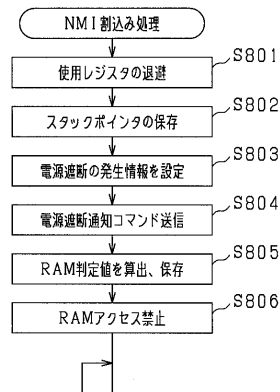 NMI割込み処理
S801
使用レジスタの退避
S802
スタックポインタの保存
S803
電源遮断の発生情報を設定
S804
電源遮断通知コマンド送信
S805
RAM判定値を算出、保存
S806
RAMアクセス禁止